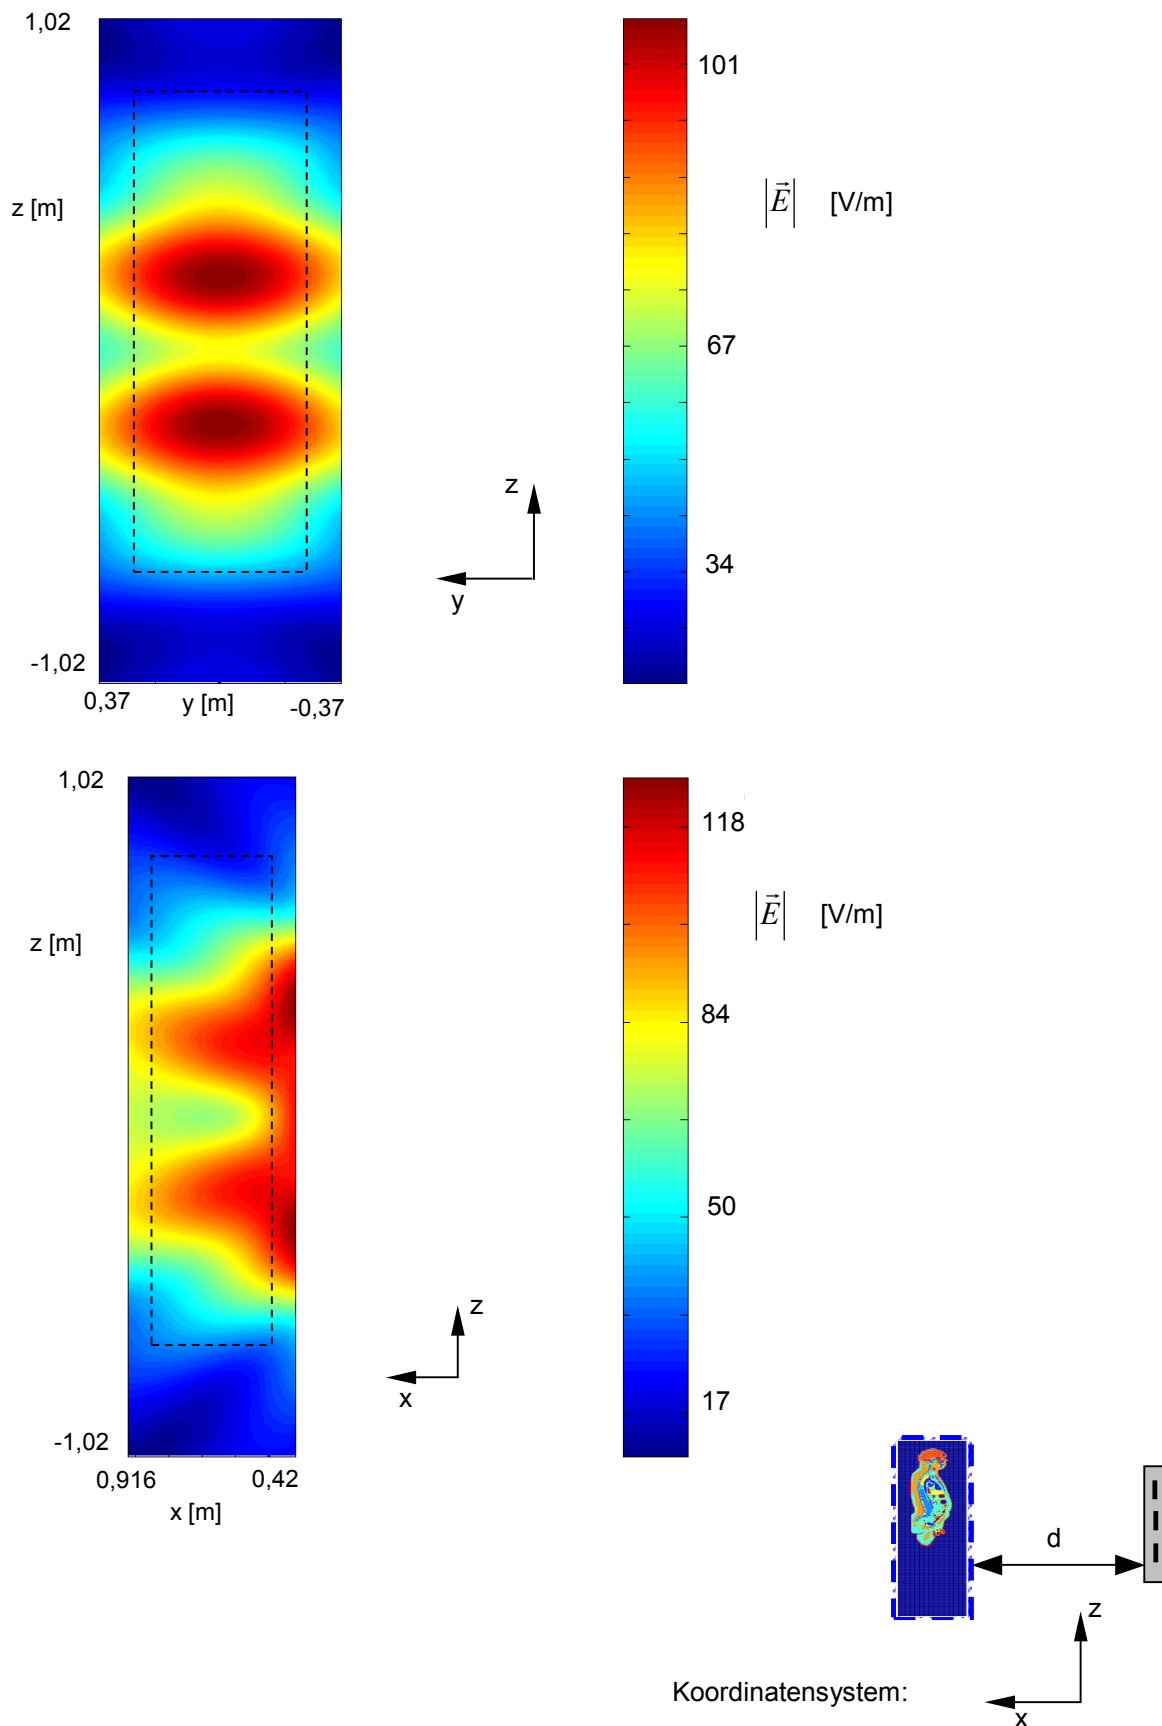 1,02
101
z [m]
|E⃗| [V/m]
67
z
34
y
-1,02
0,37
y [m]
-0,37
1,02
118
|E⃗| [V/m]
z [m]
84
50
z
x
17
-1,02
0,916
0,42
x [m]
d
z
Koordinatensystem:
x